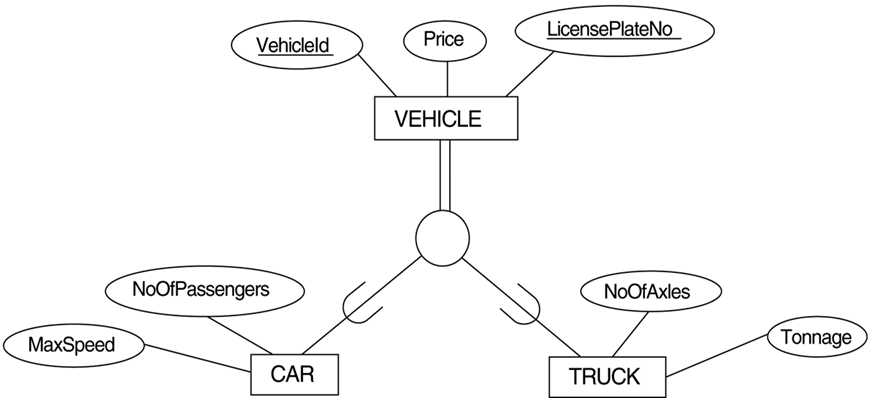 VehicleId
Price
LicensePlateNo
VEHICLE
NoOfPassengers
NoOfAxles
MaxSpeed
Tonnage
CAR
TRUCK